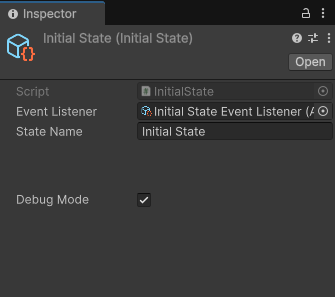 Inspector
Initial State (Initial State)
Open
Script InitialState
Event Listener Initial State Event Listener (A
State Name Initial State
Debug Mode